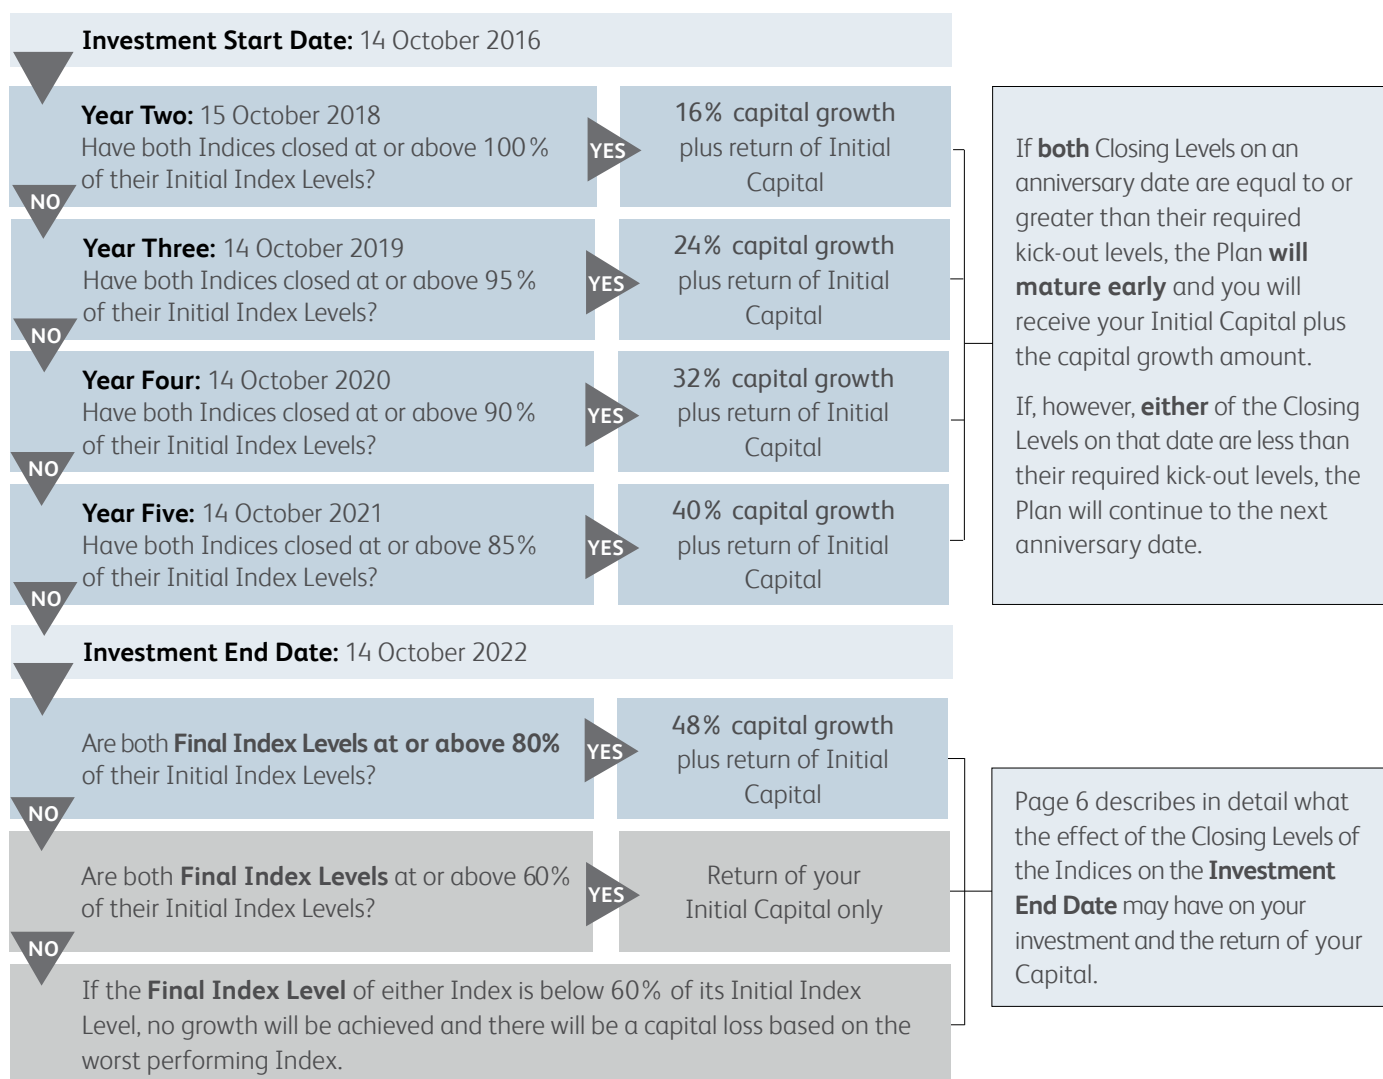 Investment Start Date: 14 October 2016
Year Two: 15 October 2018
Have both Indices closed at or above 100%
of their Initial Index Levels?
YES
16% capital growth
plus return of Initial
Capital
NO
Year Three: 14 October 2019
Have both Indices closed at or above 95%
of their Initial Index Levels?
YES
24% capital growth
plus return of Initial
Capital
NO
Year Four: 14 October 2020
Have both Indices closed at or above 90%
of their Initial Index Levels?
YES
32% capital growth
plus return of Initial
Capital
NO
Year Five: 14 October 2021
Have both Indices closed at or above 85%
of their Initial Index Levels?
YES
40% capital growth
plus return of Initial
Capital
NO
If both Closing Levels on an
anniversary date are equal to or
greater than their required
kick-out levels, the Plan will
mature early and you will
receive your Initial Capital plus
the capital growth amount.
If, however, either of the Closing
Levels on that date are less than
their required kick-out levels, the
Plan will continue to the next
anniversary date.
Investment End Date: 14 October 2022
Are both Final Index Levels at or above 80%
of their Initial Index Levels?
YES
48% capital growth
plus return of Initial
Capital
NO
Are both Final Index Levels at or above 60%
of their Initial Index Levels?
YES
Return of your
Initial Capital only
NO
If the Final Index Level of either Index is below 60% of its Initial Index
Level, no growth will be achieved and there will be a capital loss based on the
worst performing Index.
Page 6 describes in detail what
the effect of the Closing Levels of
the Indices on the Investment
End Date may have on your
investment and the return of your
Capital.